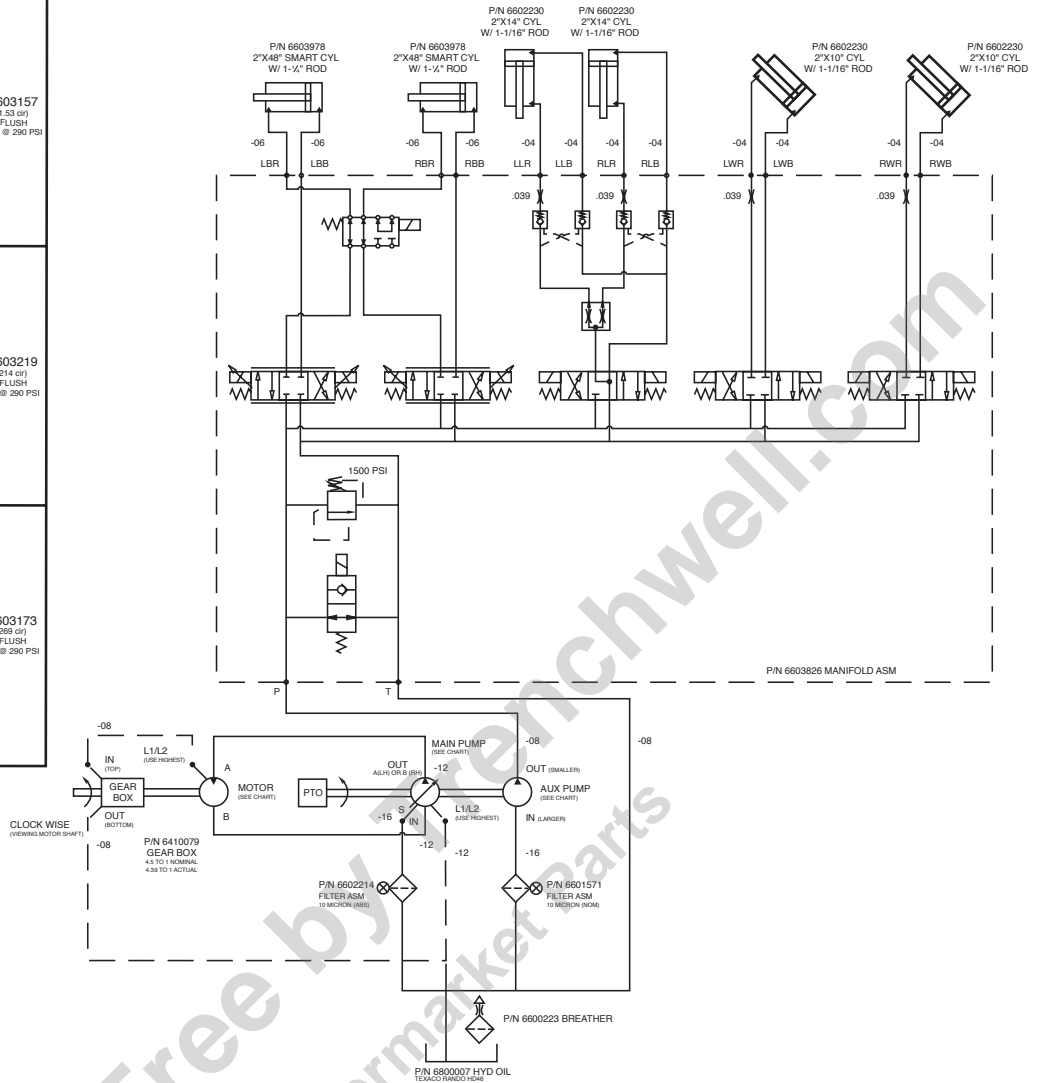 603157
1.53 cir)
FLUSH
@ 290 PSI
603219
214 cir)
FLUSH
@ 290 PSI
603173
269 cir)
FLUSH
@ 290 PSI
P/N 6603978
2"X48" SMART CYL
W/ 1-¼" ROD
P/N 6603978
2"X48" SMART CYL
W/ 1-¼" ROD
P/N 6602230
2"X14" CYL
W/ 1-1/16" ROD
P/N 6602230
2"X14" CYL
W/ 1-1/16" ROD
P/N 6602230
2"X10" CYL
W/ 1-1/16" ROD
P/N 6602230
2"X10" CYL
W/ 1-1/16" ROD
-06 -06 -06 -06 -04 -04 -04 -04 -04 -04 -04 -04
LBR LBB RBR RBB LLR LLB RLR RLB LWR LWB RWR RWB
.039 .039 .039 .039
1500 PSI
P/N 6603826 MANIFOLD ASM
P T
-08
IN
(TOP)
L1/L2
(USE HIGHEST)
GEAR
BOX
A
B
MOTOR
(SEE CHART)
OUT
(BOTTOM)
CLOCK WISE
(VIEWING MOTOR SHAFT)
-08
P/N 6410079
GEAR BOX
4.5 TO 1 NOMINAL
4.39 TO 1 ACTUAL
PTO
MAIN PUMP
(SEE CHART)
OUT
A(LH) OR B (RH)
-12
S
-16
IN
L1/L2
(USE HIGHEST)
-12
-12
-08
OUT (SMALLER)
AUX PUMP
(SEE CHART)
IN (LARGER)
-16
-08
P/N 6602214
FILTER ASM
10 MICRON (ABS)
P/N 6601571
FILTER ASM
10 MICRON (NOM)
P/N 6600223 BREATHER
P/N 6800007 HYD OIL
TEXACO RANDO HD46
Free by Trenchwell.com
ermarket Parts